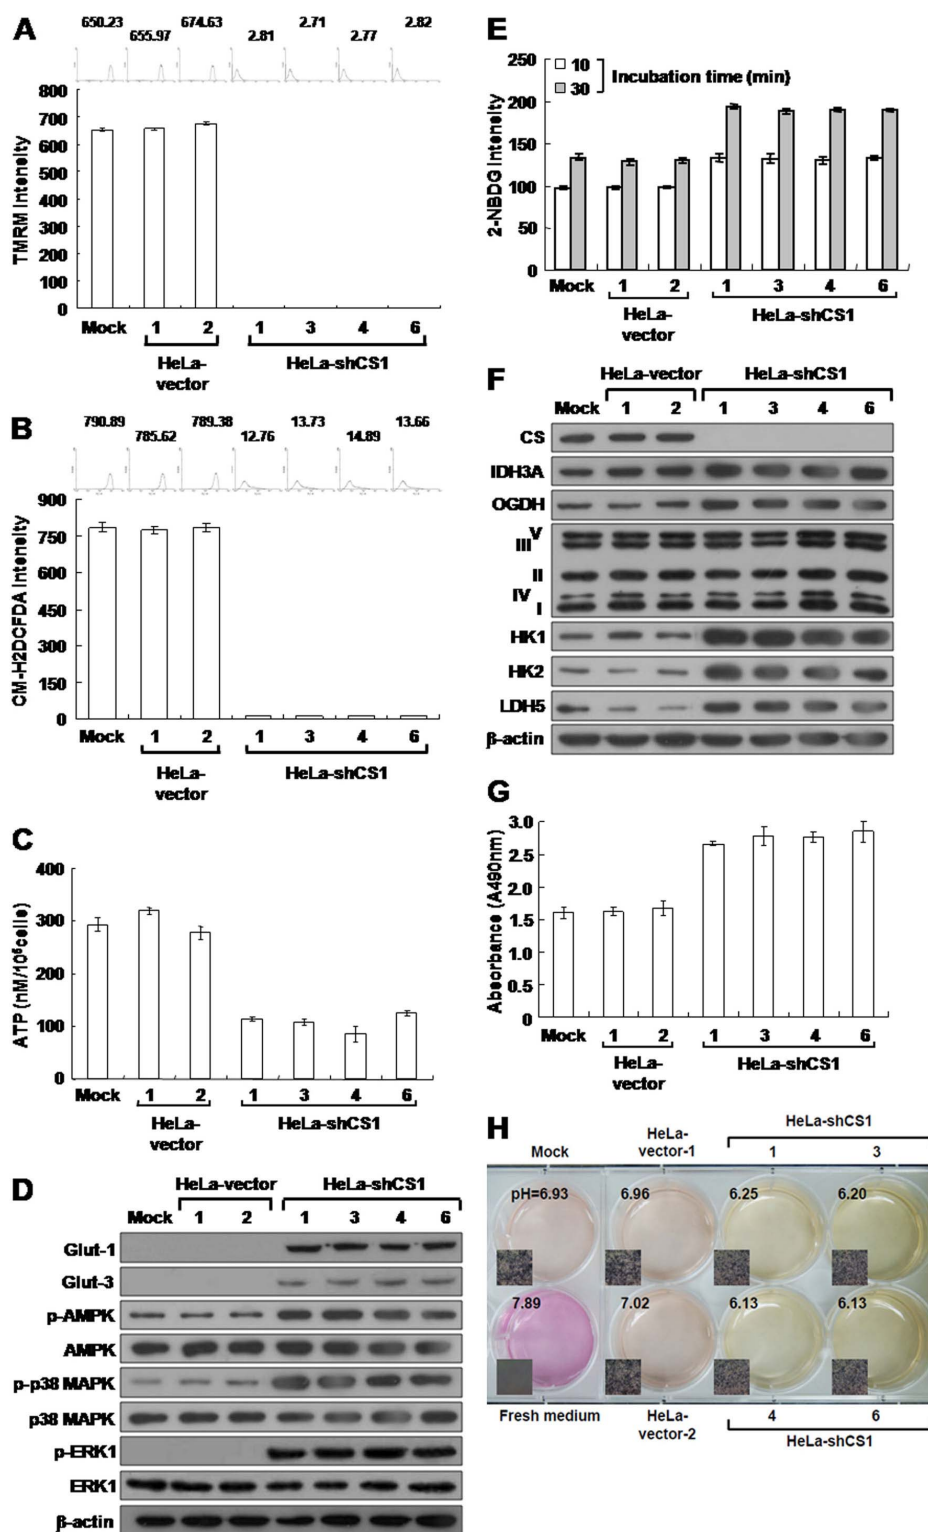 A
650.23 674.63 2.71 2.82
655.97 2.81 2.77
TMRM Intensity
800
700
600
500
400
300
200
100
0
Mock 1 2 1 3 4 6
HeLa- HeLa-shCS1
vector
B
790.89 789.38 13.73 13.66
785.62 12.76 14.89
CM-H2DCFDA Intensity
900
750
600
450
300
150
0
Mock 1 2 1 3 4 6
HeLa- HeLa-shCS1
vector
C
ATP (nM/10⁶cells)
400
300
200
100
0
Mock 1 2 1 3 4 6
HeLa- HeLa-shCS1
vector
D
HeLa-vector HeLa-shCS1
Mock 1 2 1 3 4 6
Glut-1
Glut-3
p-AMPK
AMPK
p-p38 MAPK
p38 MAPK
p-ERK1
ERK1
β-actin
E
10 Incubation time (min)
30
2-NBDG Intensity
250
200
150
100
50
0
Mock 1 2 1 3 4 6
HeLa- HeLa-shCS1
vector
F
HeLa-vector HeLa-shCS1
Mock 1 2 1 3 4 6
CS
IDH3A
OGDH
V
III
II
IV
I
HK1
HK2
LDH5
β-actin
G
Absorbance (A490nm)
3.0
2.5
2.0
1.5
1.0
0.5
0
Mock 1 2 1 3 4 6
HeLa- HeLa-shCS1
vector
H
HeLa-shCS1
Mock HeLa- 1 3
vector-1
pH=6.93 6.96 6.25 6.20
7.89 7.02 6.13 6.13
Fresh medium HeLa- 4 6
vector-2 HeLa-shCS1